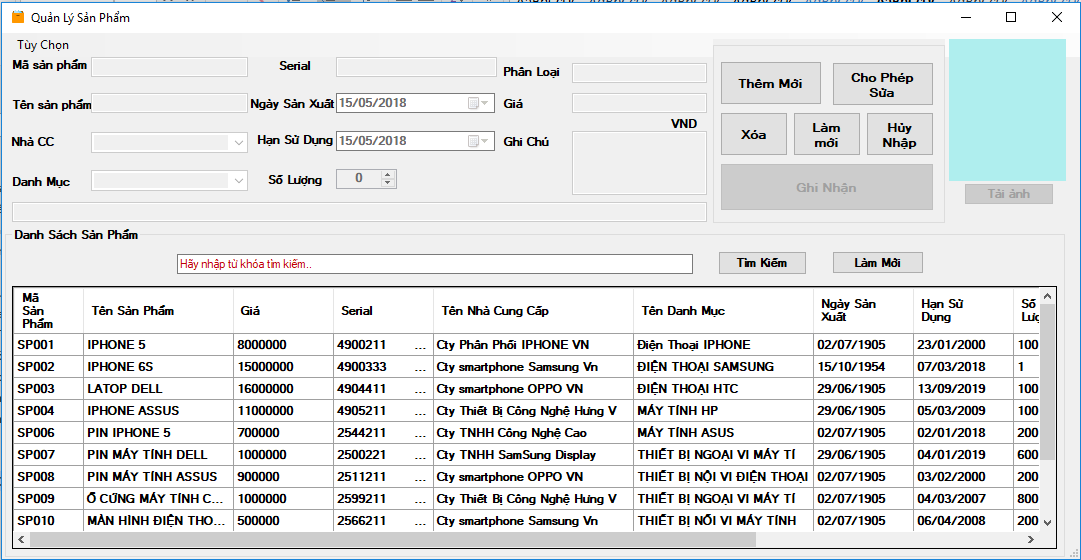 Quản Lý Sản Phẩm
Tùy Chọn
Mã sản phẩm
Serial
Phân Loại
Thêm Mới
Cho Phép
Sửa
Tên sản phẩm
Ngày Sản Xuất 15/05/2018
Giá
VND
Nhà CC
Hạn Sử Dụng 15/05/2018
Ghi Chú
Xóa
Làm
mới
Hủy
Nhập
Danh Mục
Số Lượng 0
Ghi Nhận
Tải ảnh
Danh Sách Sản Phẩm
Hãy nhập từ khóa tìm kiếm..
Tìm Kiếm
Làm Mới
Mã
Sản
Phẩm
Tên Sản Phẩm
Giá
Serial
Tên Nhà Cung Cấp
Tên Danh Mục
Ngày Sản
Xuất
Hạn Sử
Dụng
Số
SP001 IPHONE 5 8000000 4900211 ... Cty Phân Phối IPHONE VN Điện Thoại IPHONE 02/07/1905 23/01/2000 100
SP002 IPHONE 6S 15000000 4900333 ... Cty smartphone Samsung Vn ĐIỆN THOẠI SAMSUNG 15/10/1954 07/03/2018 1
SP003 LATOP DELL 16000000 4904411 ... Cty smartphone OPPO VN ĐIỆN THOẠI HTC 29/06/1905 13/09/2019 100
SP004 IPHONE ASSUS 11000000 4905211 ... Cty Thiết Bị Công Nghệ Hưng V MÁY TÍNH HP 29/06/1905 05/03/2009 100
SP006 PIN IPHONE 5 700000 2544211 ... Cty TNHH Công Nghệ Cao MÁY TÍNH ASUS 02/07/1905 02/01/2018 200
SP007 PIN MÁY TÍNH DELL 1000000 2500221 ... Cty TNHH SamSung Display THIẾT BỊ NGOẠI VI MÁY TÍ 29/06/1905 04/01/2019 600
SP008 PIN MÁY TÍNH ASSUS 900000 2511211 ... Cty smartphone OPPO VN THIẾT BỊ NỘI VI ĐIỆN THOẠI 02/07/1905 03/02/2000 200
SP009 Ổ CỨNG MÁY TÍNH C... 1000000 2599211 ... Cty Thiết Bị Công Nghệ Hưng V THIẾT BỊ NGOẠI VI MÁY TÍ 02/07/1905 04/03/2007 800
SP010 MÀN HÌNH ĐIỆN THO... 500000 2566211 ... Cty smartphone Samsung Vn THIẾT BỊ NỐI VI MÁY TÍNH 02/07/1905 06/04/2008 200